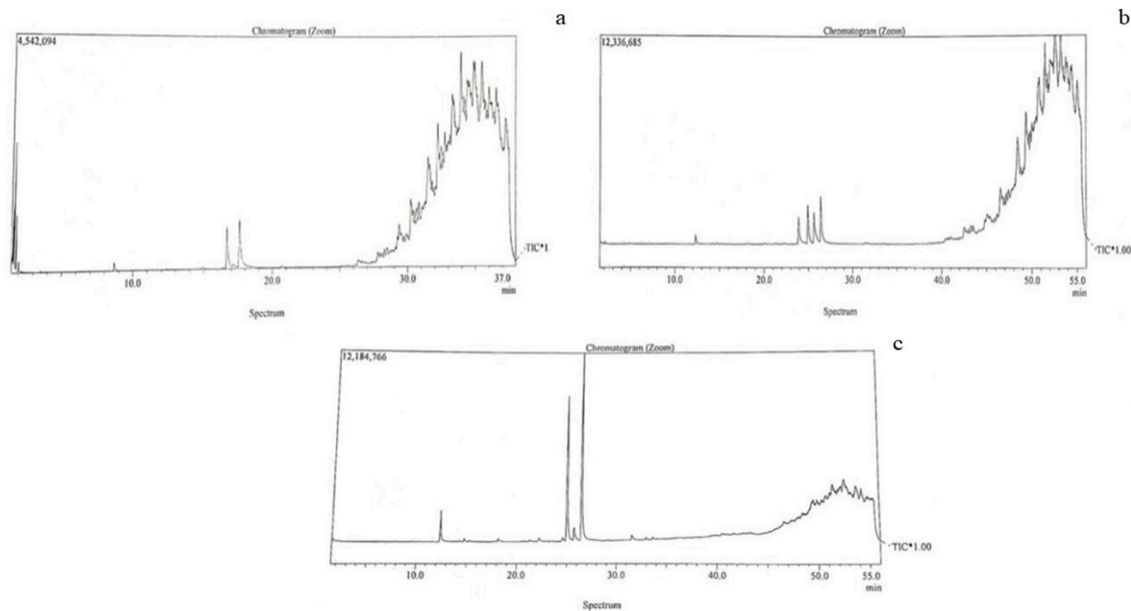 a
Chromatogram (Zoom)
4,542,094
TIC*1
10.0 20.0 30.0 37.0
min
Spectrum
b
Chromatogram (Zoom)
12,336,685
TIC*1.00
10.0 20.0 30.0 40.0 50.0 55.0
min
Spectrum
c
Chromatogram (Zoom)
12,184,766
TIC*1.00
10.0 20.0 30.0 40.0 50.0 55.0
min
Spectrum